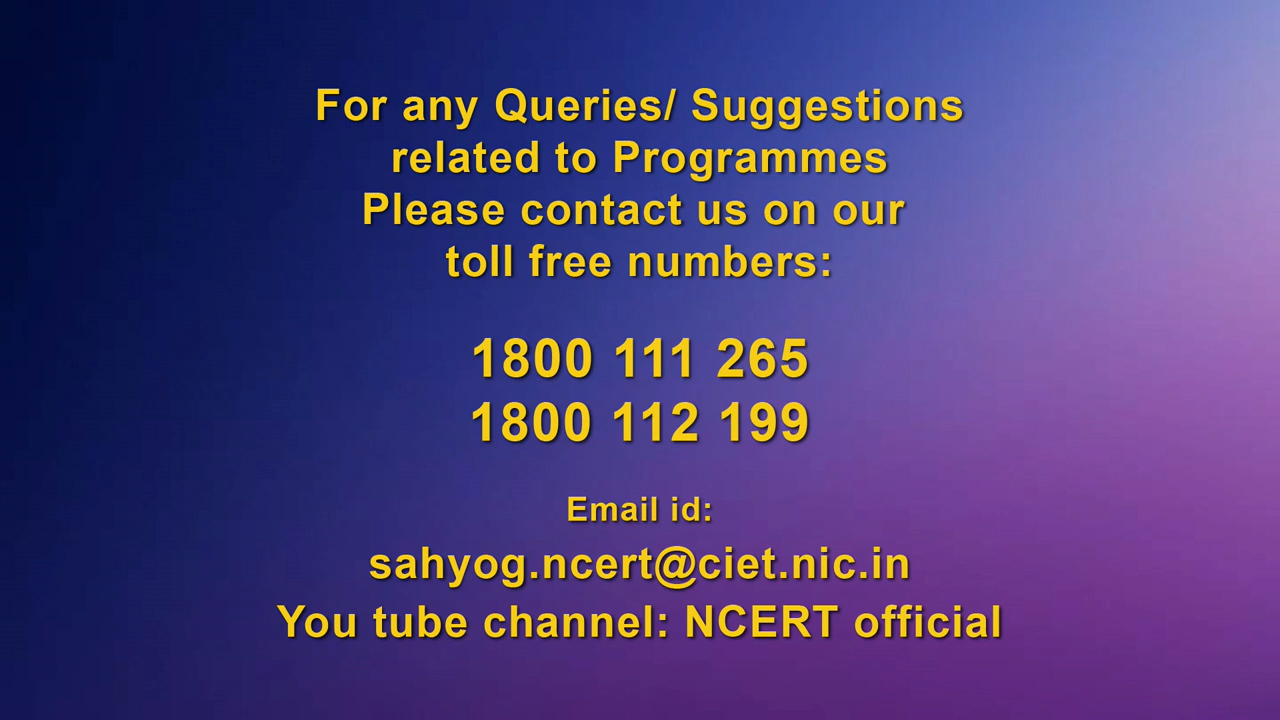 For any Queries/ Suggestions
related to Programmes
Please contact us on our
toll free numbers:
1800 111 265
1800 112 199
Email id:
sahyog.ncert@ciet.nic.in
You tube channel: NCERT official